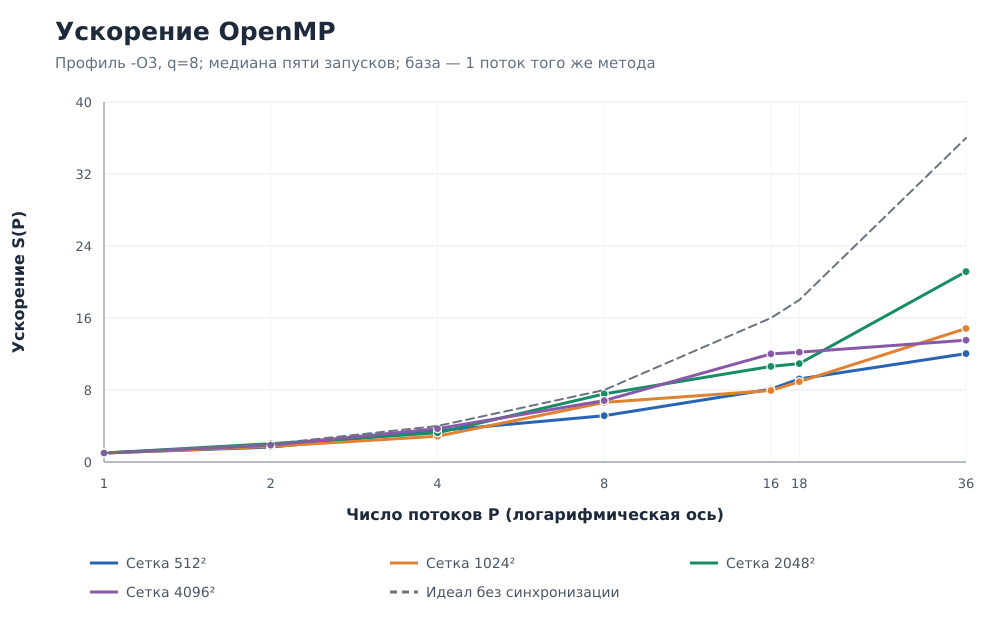 Ускорение OpenMP
Профиль -O3, q=8; медиана пяти запусков; база — 1 поток того же метода
40
32
24
16
8
0
Ускорение S(P)
1 2 4 8 16 18 36
Число потоков P (логарифмическая ось)
Сетка 512² Сетка 1024² Сетка 2048²
Сетка 4096² Идеал без синхронизации